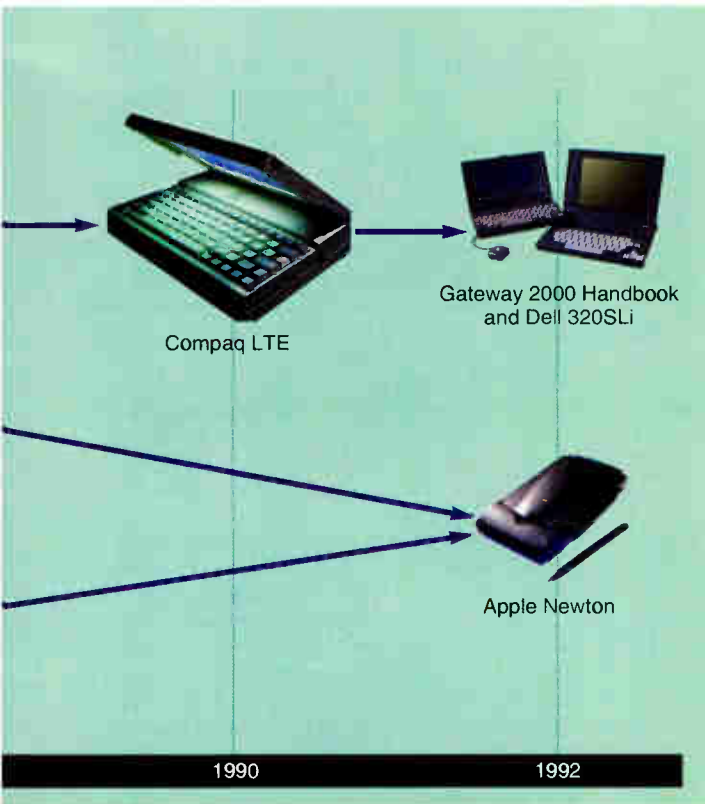 Compaq LTE
Gateway 2000 Handbook
and Dell 320SLi
Apple Newton
1990
1992